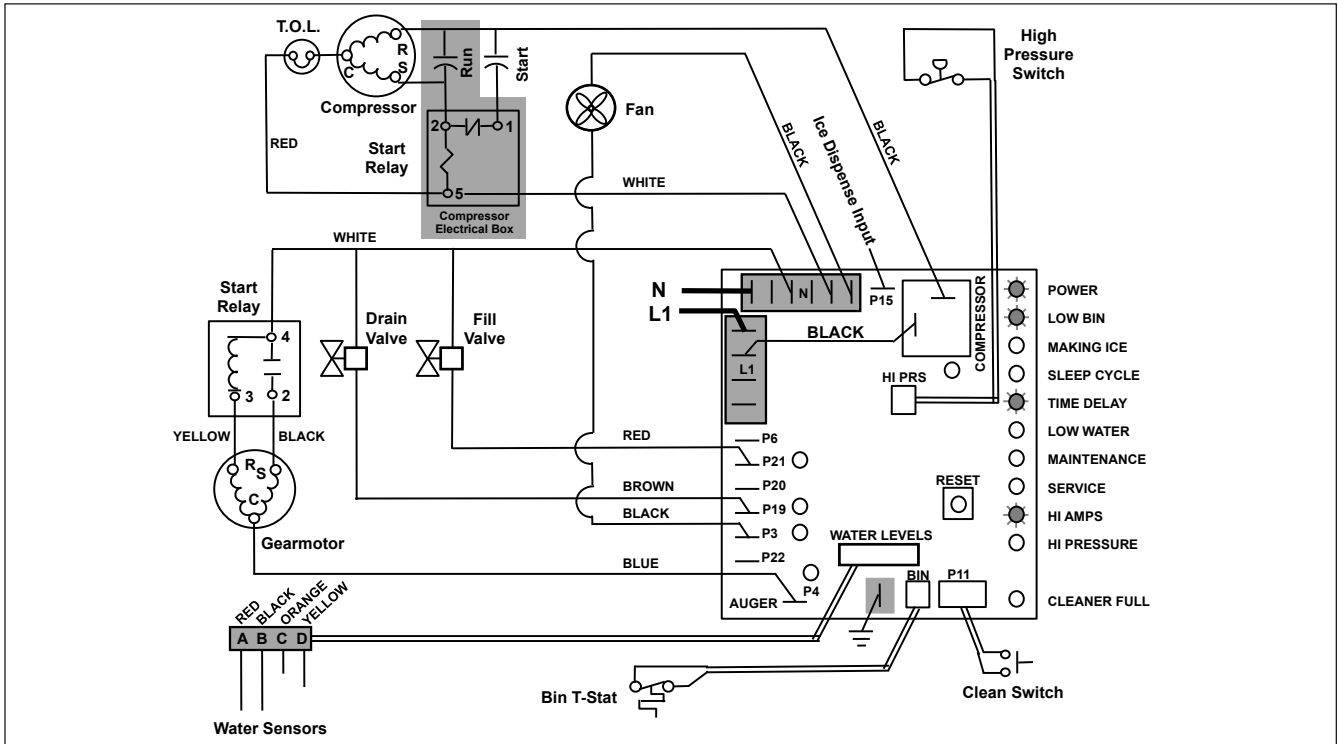 T.O.L.
R
S
C
Compressor
Run
Start
Fan
High
Pressure
Switch
RED
Start
Relay
2
1
5
Compressor
Electrical Box
WHITE
BLACK
Ice Dispense Input
BLACK
WHITE
Start
Relay
4
3
2
Drain
Valve
Fill
Valve
N
L1
N
P15
BLACK
L1
COMPRESSOR
HI PRS
POWER
LOW BIN
MAKING ICE
SLEEP CYCLE
TIME DELAY
LOW WATER
MAINTENANCE
SERVICE
HI AMPS
HI PRESSURE
CLEANER FULL
YELLOW
BLACK
R
S
C
Gearmotor
RED
BROWN
BLACK
BLUE
P6
P21
P20
P19
P3
P22
P4
AUGER
RESET
WATER LEVELS
BIN
P11
RED
BLACK
ORANGE
YELLOW
A B C D
Water Sensors
Bin T-Stat
Clean Switch